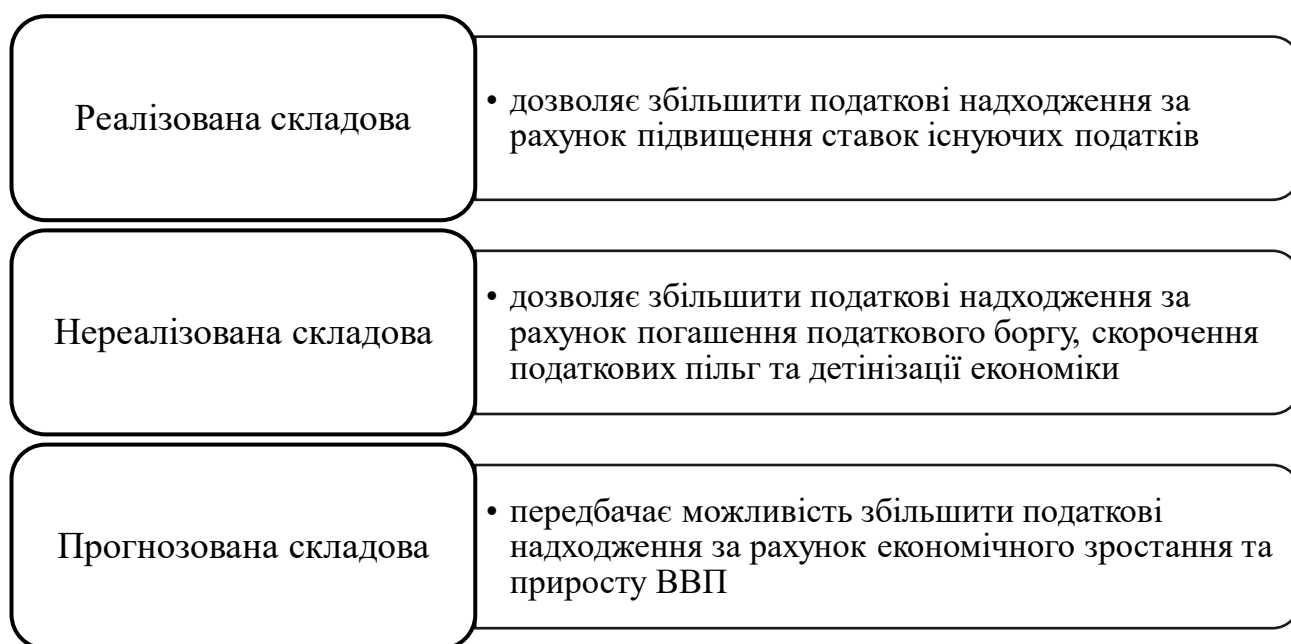 Реалізована складова
• дозволяє збільшити податкові надходження за
рахунок підвищення ставок існуючих податків
Нереалізована складова
• дозволяє збільшити податкові надходження за
рахунок погашення податкового боргу, скорочення
податкових пільг та детінізації економіки
Прогнозована складова
• передбачає можливість збільшити податкові
надходження за рахунок економічного зростання та
приросту ВВП